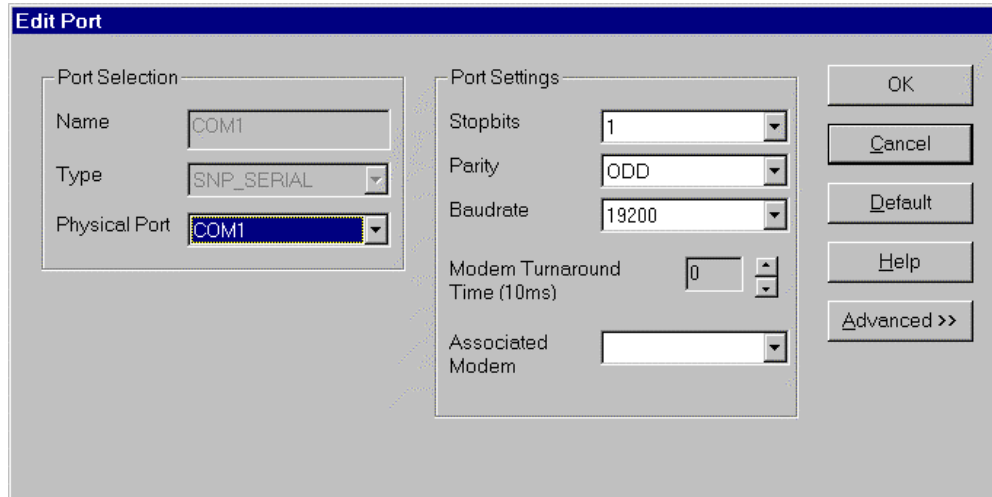 Edit Port
Port Selection
Name
COM1
Type
SNP_SERIAL
Physical Port
COM1
Port Settings
Stopbits
1
Parity
ODD
Baudrate
19200
Modem Turnaround
Time (10ms)
0
Associated
Modem
OK
Cancel
Default
Help
Advanced >>